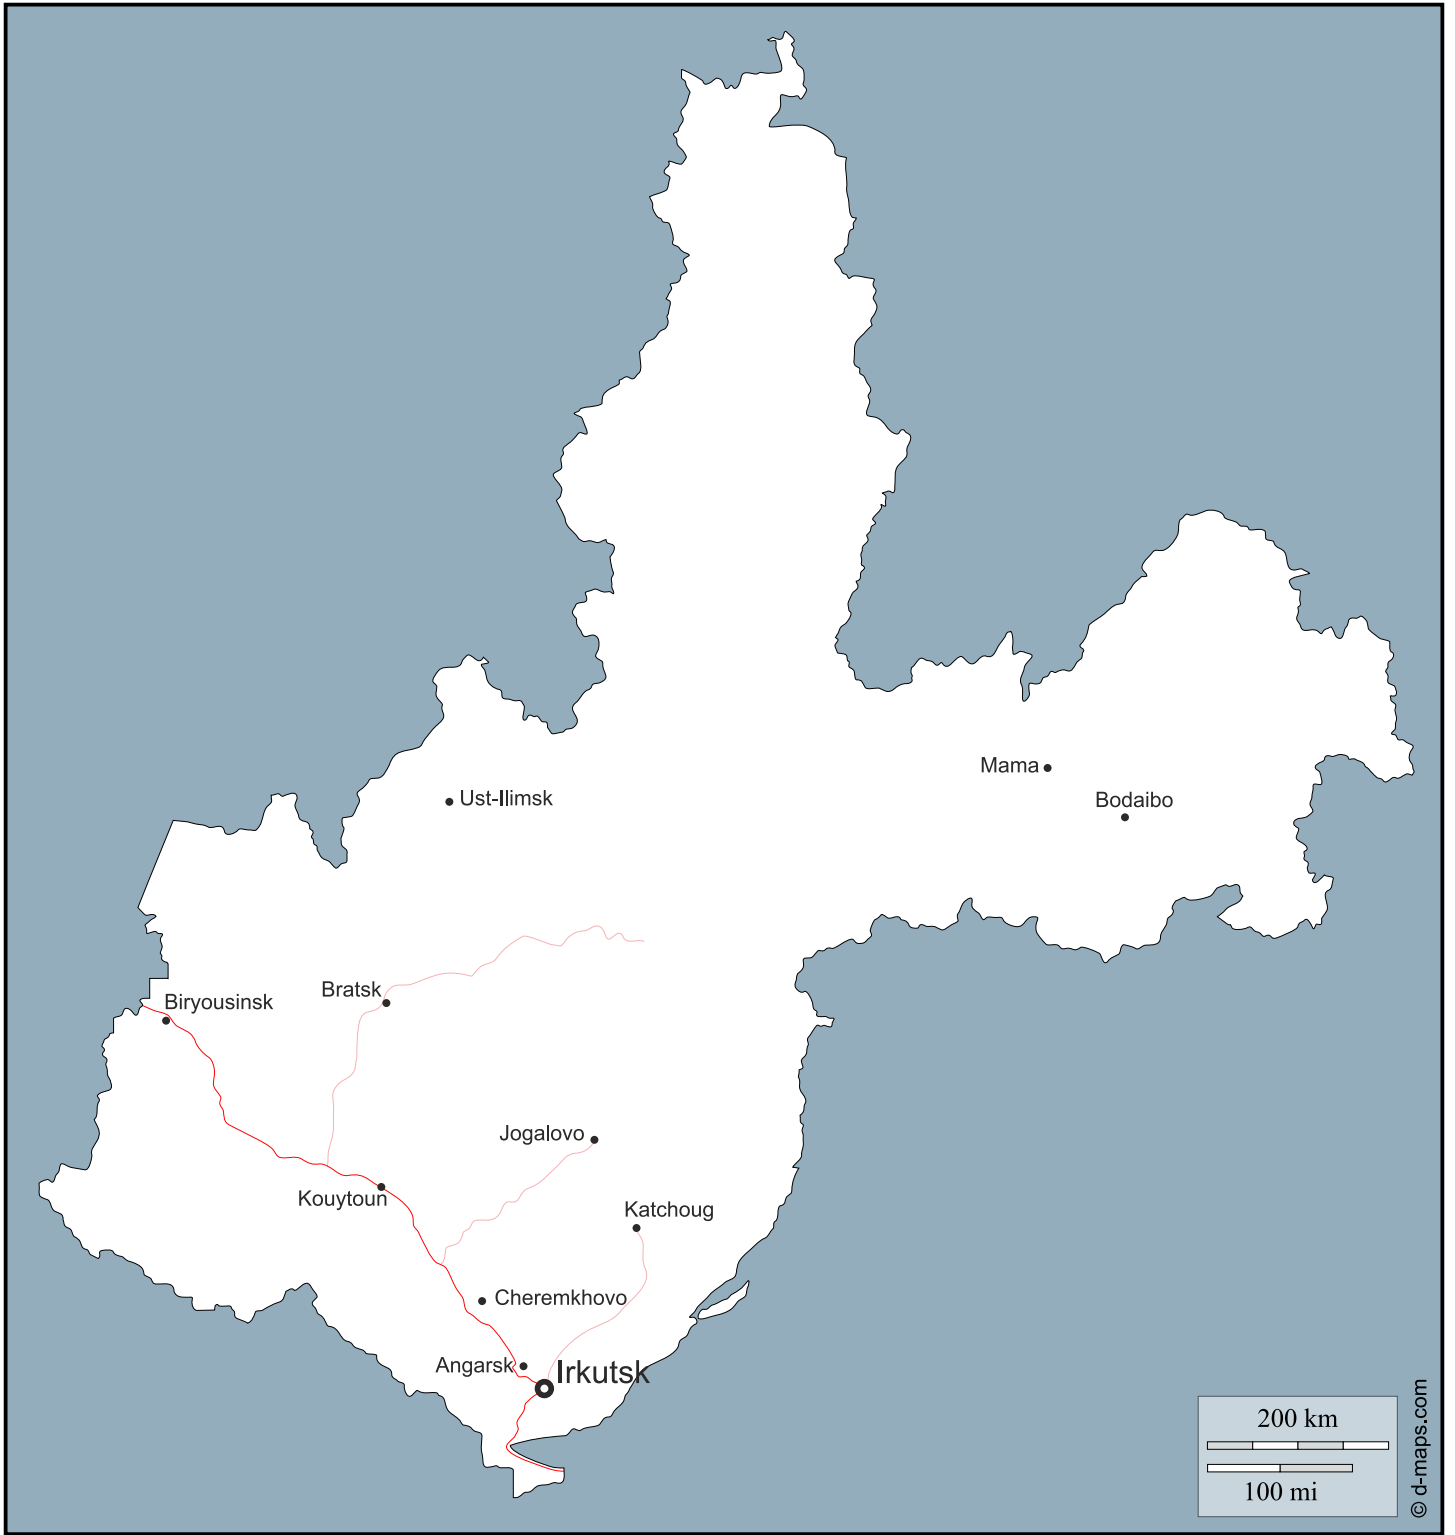 Mama
Ust-Ilimsk
Bodaibo
Bratsk
Biryousinsk
Jogalovo
Kouytoun
Katchoug
Cheremkhovo
Angarsk
Irkutsk
200 km
100 mi
© d-maps.com